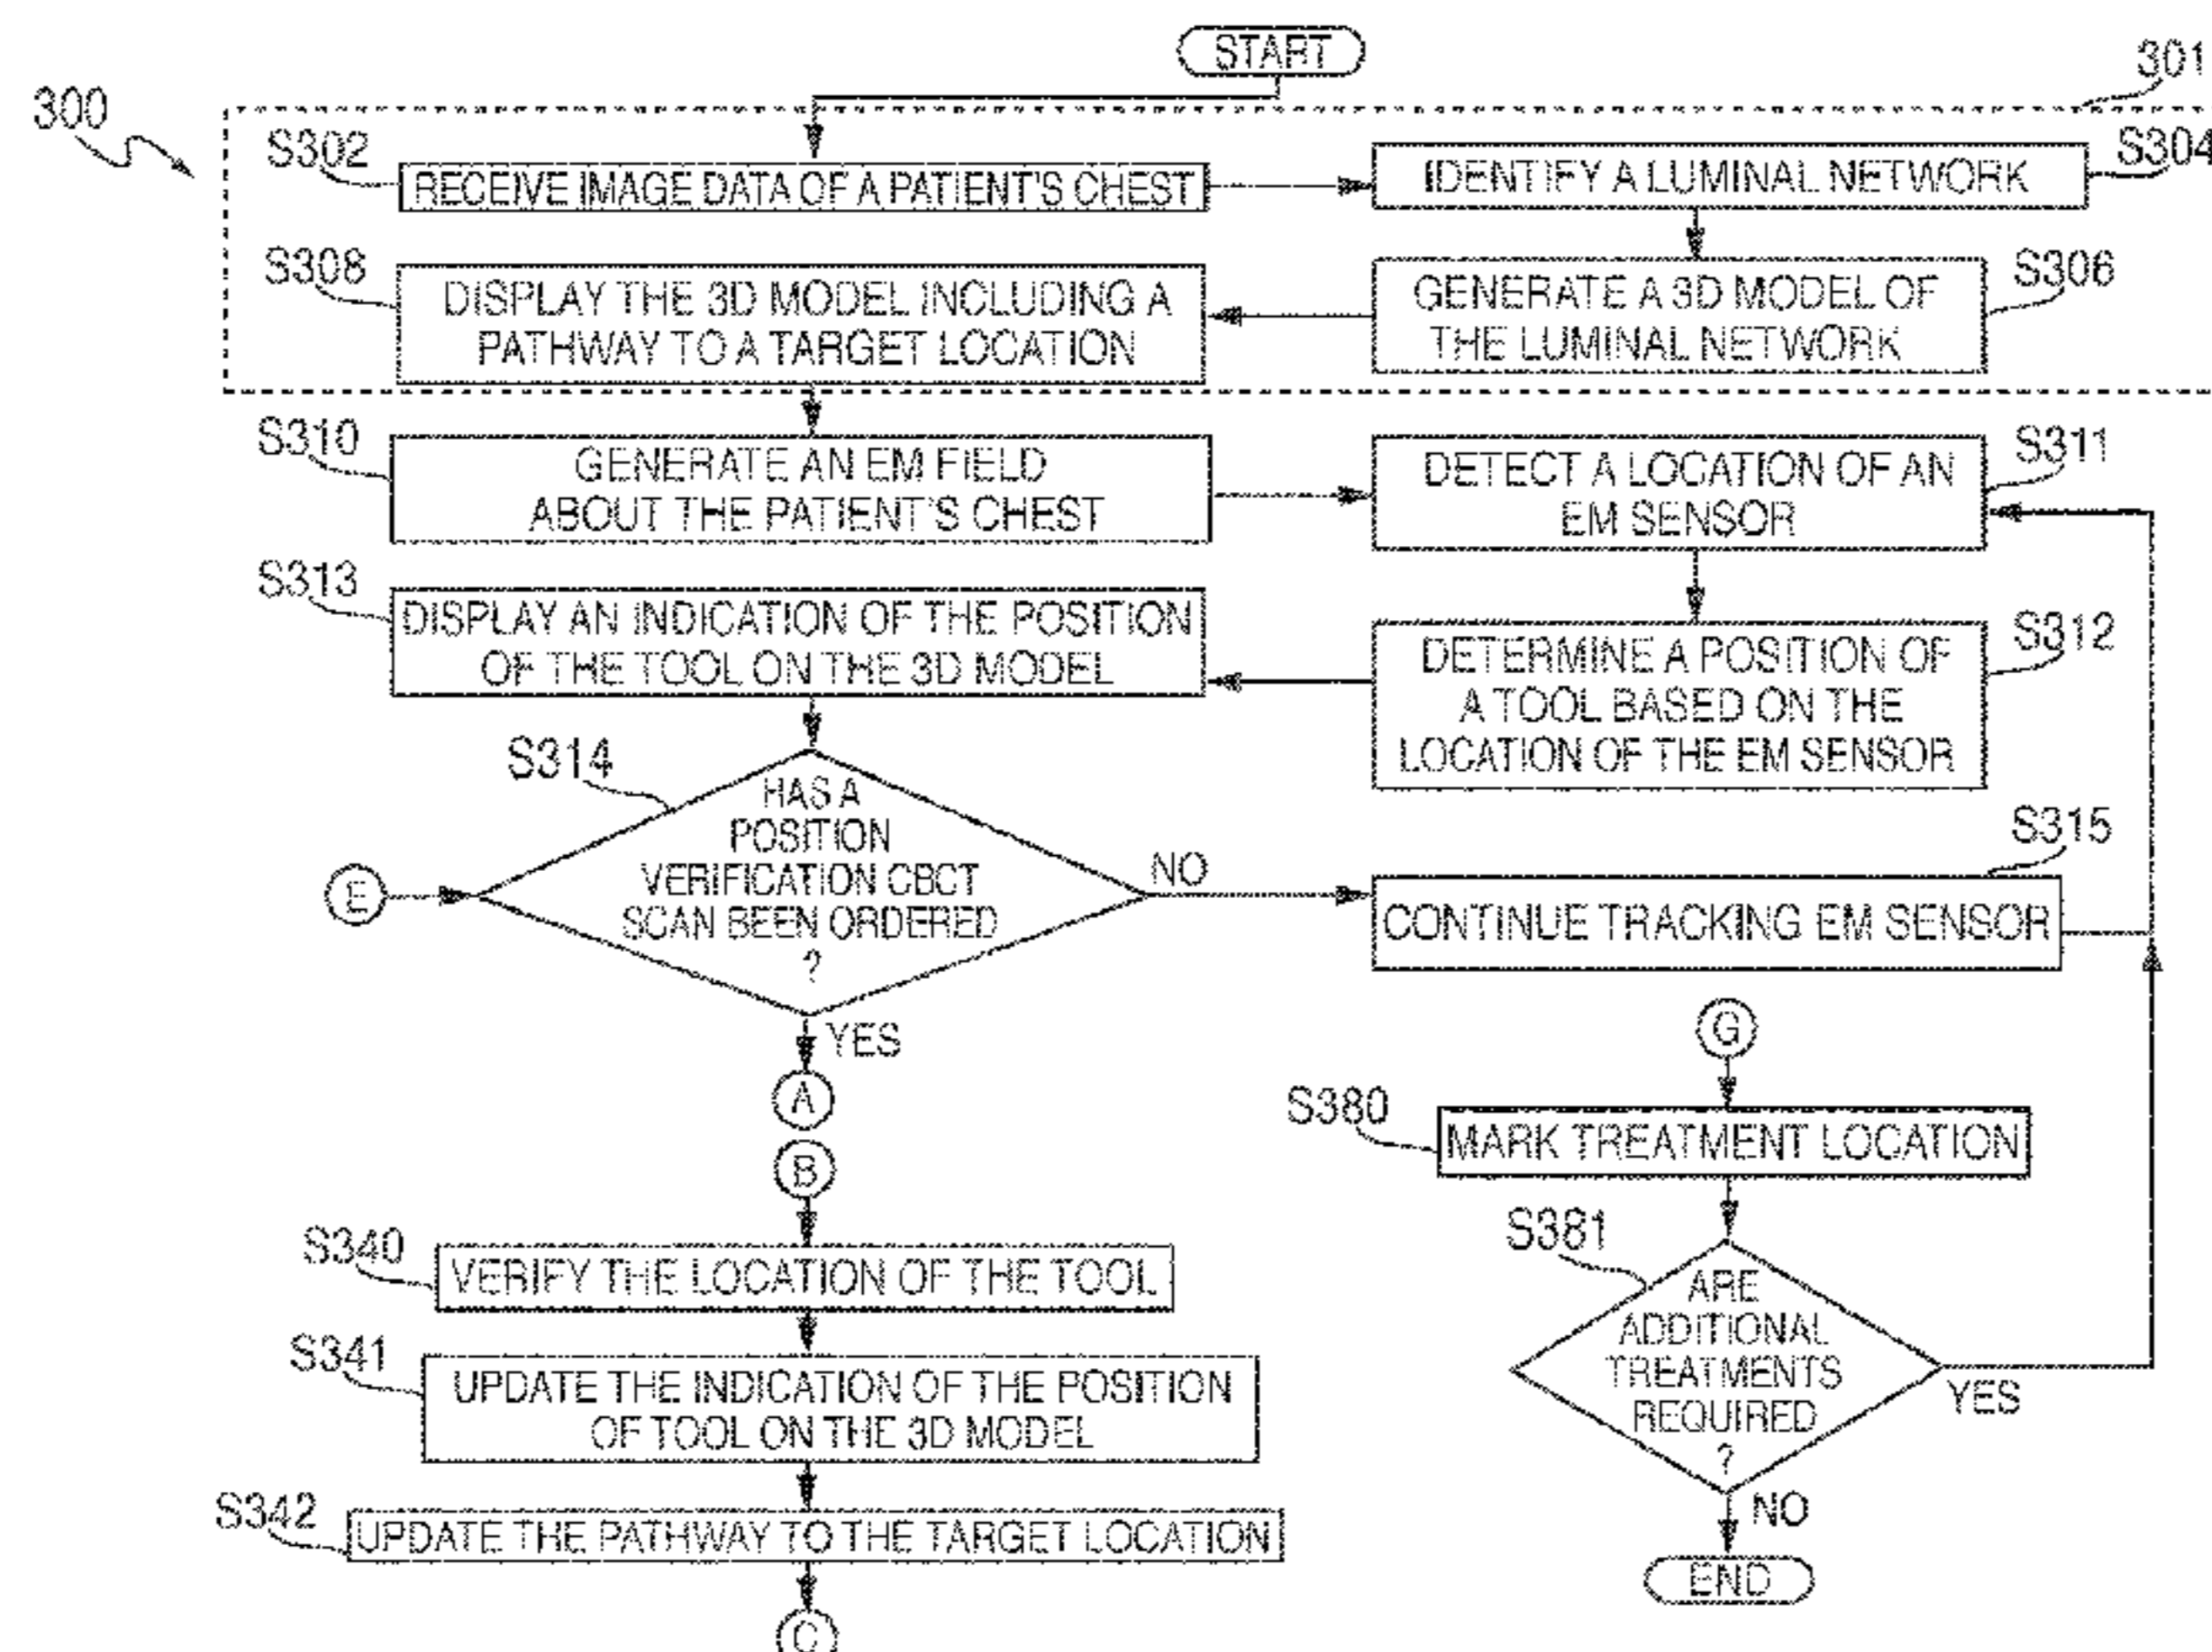 START
300
301
S302
RECEIVE IMAGE DATA OF A PATIENT'S CHEST
IDENTIFY A LUMINAL NETWORK
S304
S308
DISPLAY THE 3D MODEL INCLUDING A
PATHWAY TO A TARGET LOCATION
GENERATE A 3D MODEL OF
THE LUMINAL NETWORK
S306
S310
GENERATE AN EM FIELD
ABOUT THE PATIENT'S CHEST
DETECT A LOCATION OF AN
EM SENSOR
S311
S313
DISPLAY AN INDICATION OF THE POSITION
OF THE TOOL ON THE 3D MODEL
DETERMINE A POSITION OF
A TOOL BASED ON THE
LOCATION OF THE EM SENSOR
S312
S314
HAS A
POSITION
VERIFICATION CBCT
SCAN BEEN ORDERED
?
E
NO
S315
CONTINUE TRACKING EM SENSOR
YES
A
B
G
S380
MARK TREATMENT LOCATION
S340
VERIFY THE LOCATION OF THE TOOL
S381
ARE
ADDITIONAL
TREATMENTS
REQUIRED
?
YES
NO
END
S341
UPDATE THE INDICATION OF THE POSITION
OF TOOL ON THE 3D MODEL
S342
UPDATE THE PATHWAY TO THE TARGET LOCATION
C